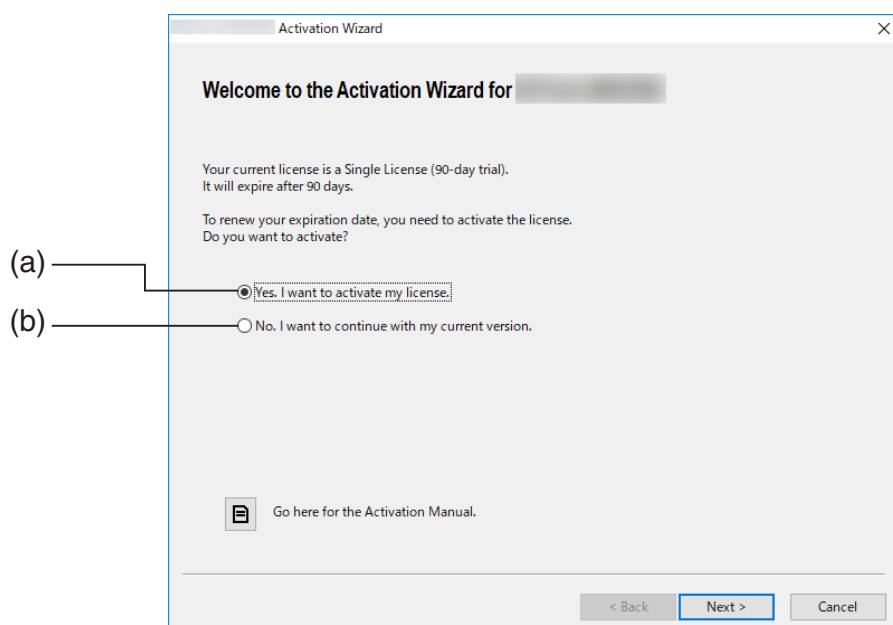 Activation Wizard
Welcome to the Activation Wizard for
Your current license is a Single License (90-day trial).
It will expire after 90 days.
To renew your expiration date, you need to activate the license.
Do you want to activate?
(a)
Yes. I want to activate my license.
(b)
No. I want to continue with my current version.
Go here for the Activation Manual.
< Back
Next >
Cancel